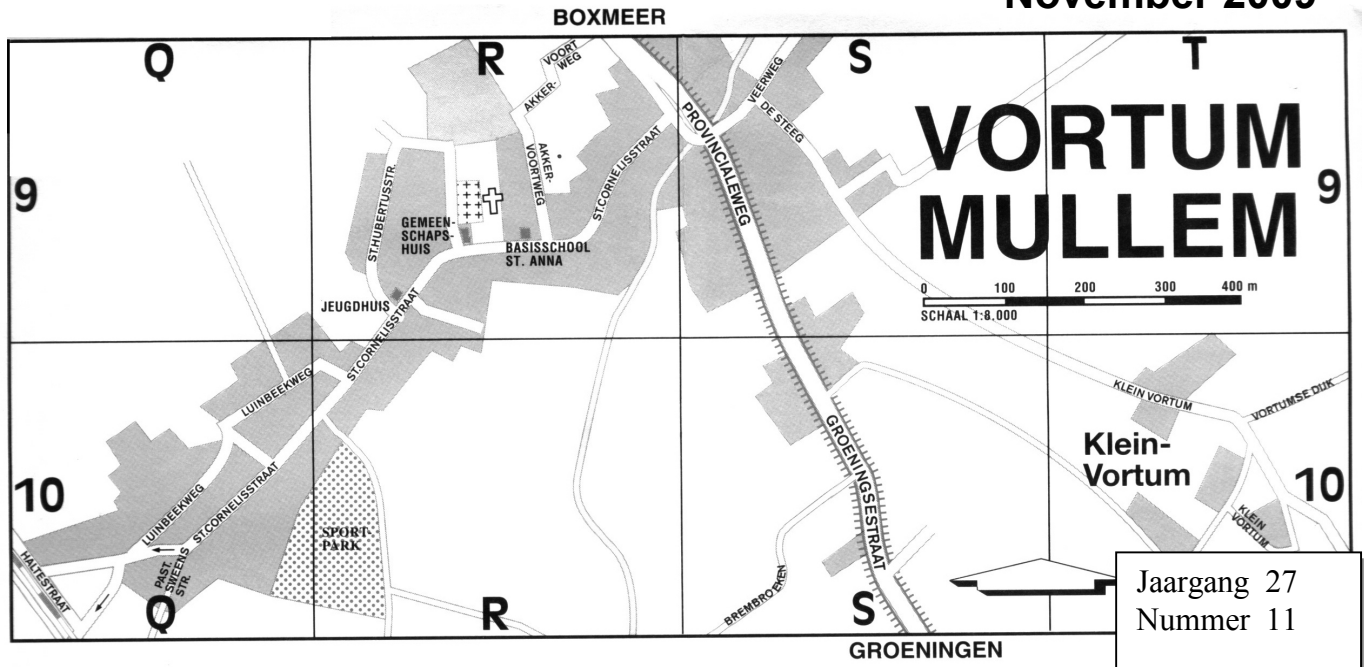 November 2009
BOXMEER
Q
R
S
T
VOORT
WEG
AKKER-
AKKER-
VOORTWEG
VEERWEG
DE STEEG
PROVINCIALEWEG
ST.CORNELISSTRAAT
VORTUM
MULLEM
9
9
ST.HUBERTUSSTR.
GEMEEN-
SCHAPS-
HUIS
BASISSCHOOL
ST. ANNA
JEUGDHUIS
ST.CORNELISSTRAAT
0 100 200 300 400 m
SCHAAL 1:8.000
LUINBEEKWEG
KLEIN VORTUM
VORTUMSE DIJK
Klein-
Vortum
10
10
GROENINGSESTRAAT
LUINBEEKWEG
ST.CORNELISSTRAAT
SPORT-
PARK
KLEIN
VORTUM
HALTESTRAAT
PAST.
SWEENS
STR.
BREMBROEKEN
Q
R
S
Jaargang 27
Nummer 11
GROENINGEN